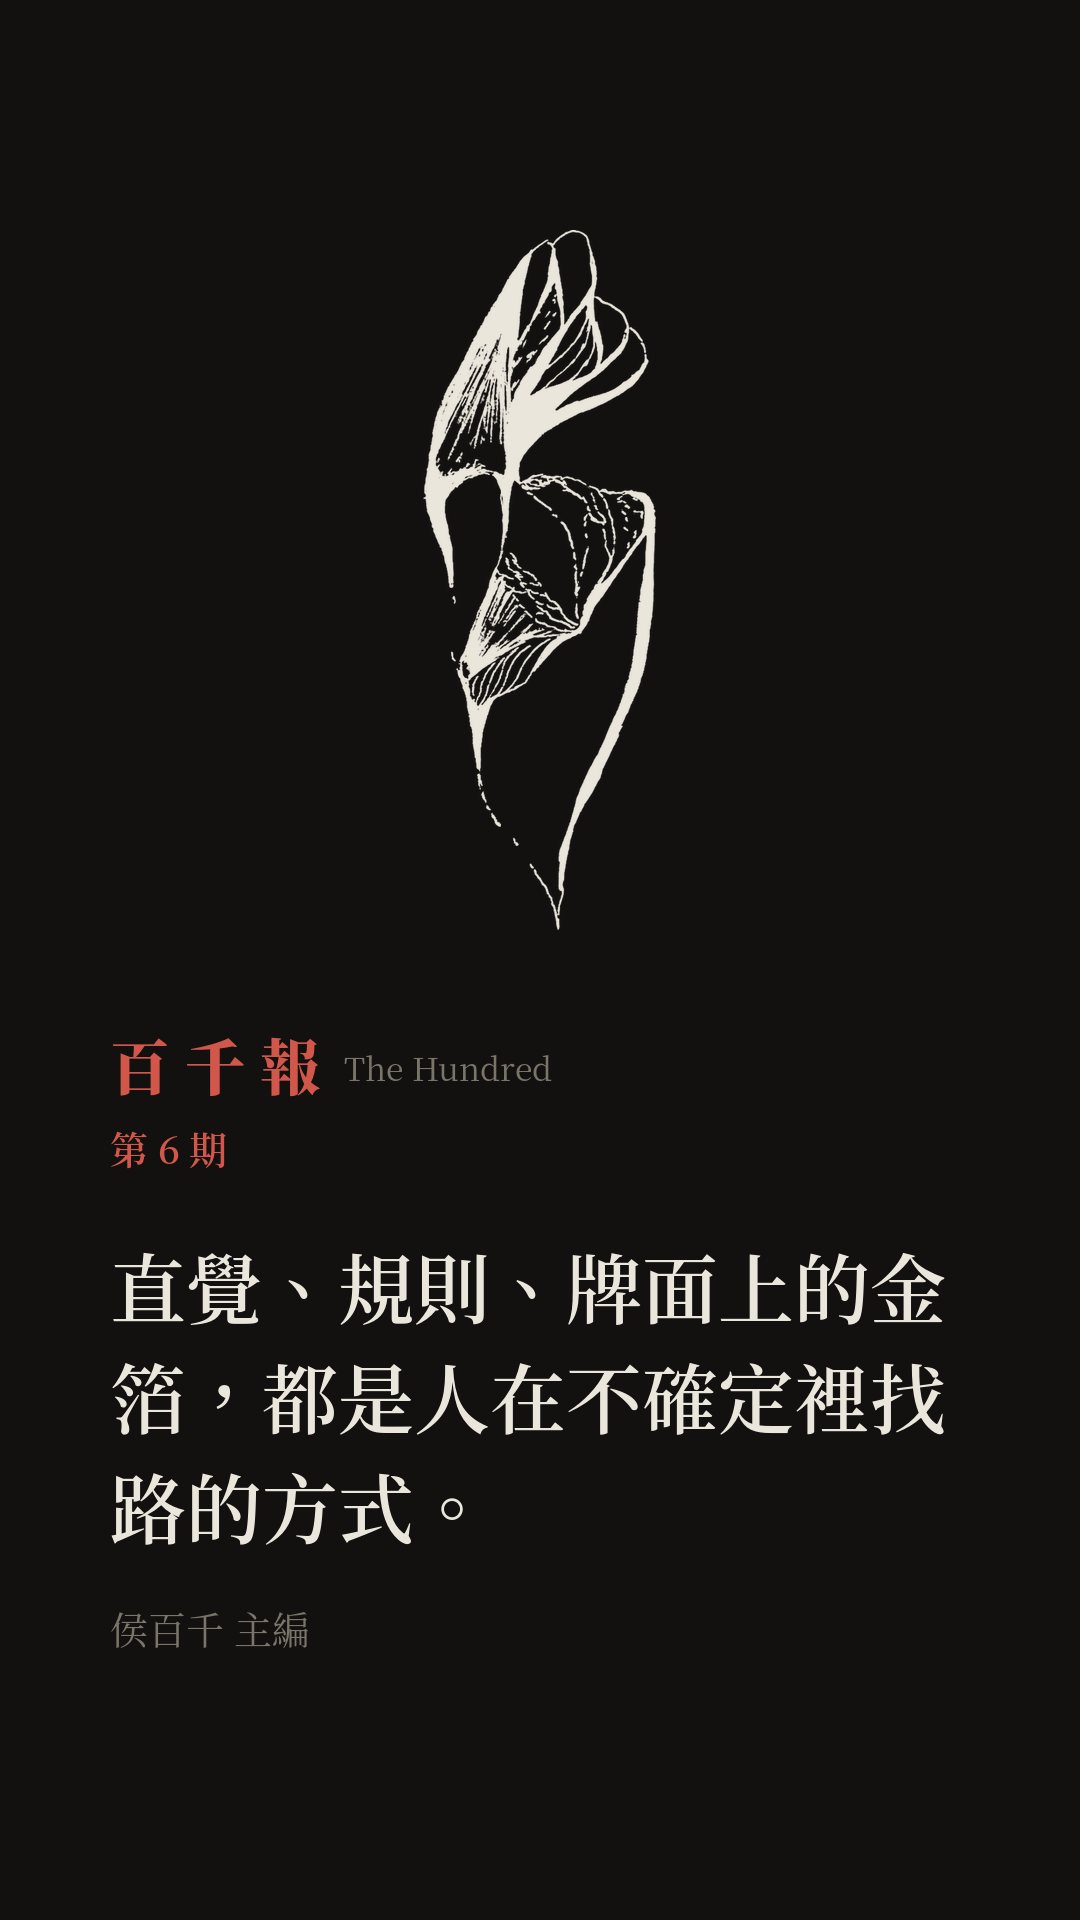 百千報 The Hundred
第 6 期
直覺、規則、牌面上的金
箔，都是人在不確定裡找
路的方式。
侯百千 主編